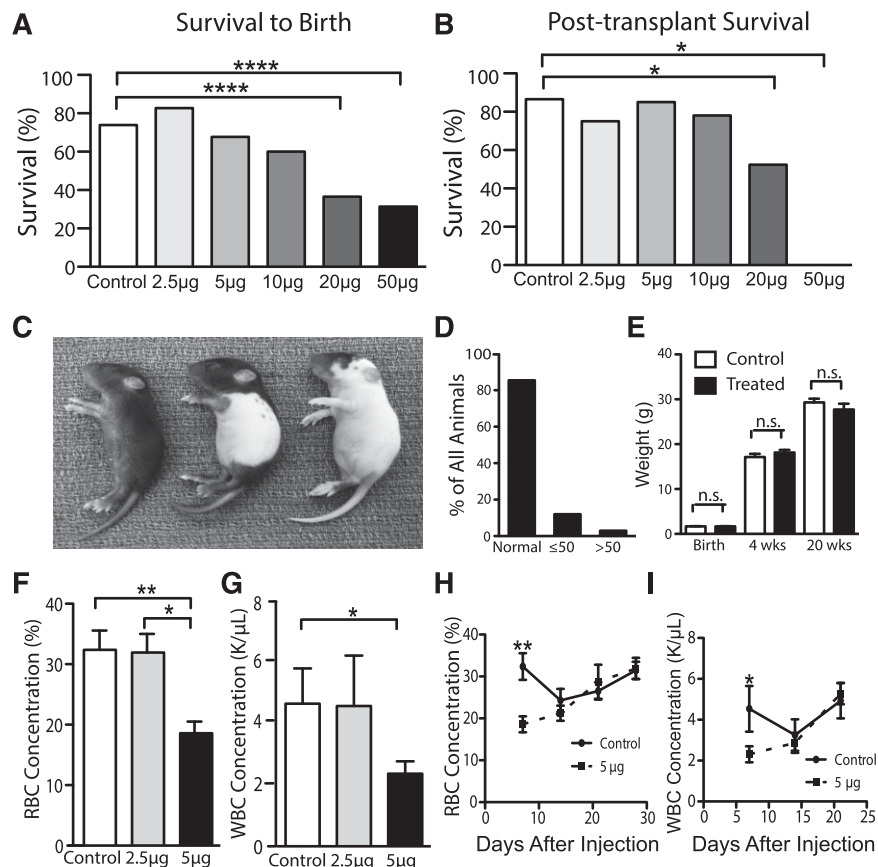 A Survival to Birth
****
****
Survival (%)
100
80
60
40
20
0
Control 2.5µg 5µg 10µg 20µg 50µg
B Post-transplant Survival
*
*
Survival (%)
100
80
60
40
20
0
Control 2.5µg 5µg 10µg 20µg 50µg
C
D
% of All Animals
100
80
60
40
20
0
Normal ≤50 >50
E
Control
Treated
Weight (g)
40
30
20
10
0
n.s.
n.s.
n.s.
Birth 4 wks 20 wks
F
**
*
RBC Concentration (%)
40
30
20
10
0
Control 2.5µg 5µg
G
*
WBC Concentration (K/µL)
8
6
4
2
0
Control 2.5µg 5µg
H
**
RBC Concentration (%)
40
30
20
10
0
Control
5 µg
0 10 20 30
Days After Injection
I
*
WBC Concentration (K/µL)
8
6
4
2
0
Control
5 µg
0 5 10 15 20 25
Days After Injection